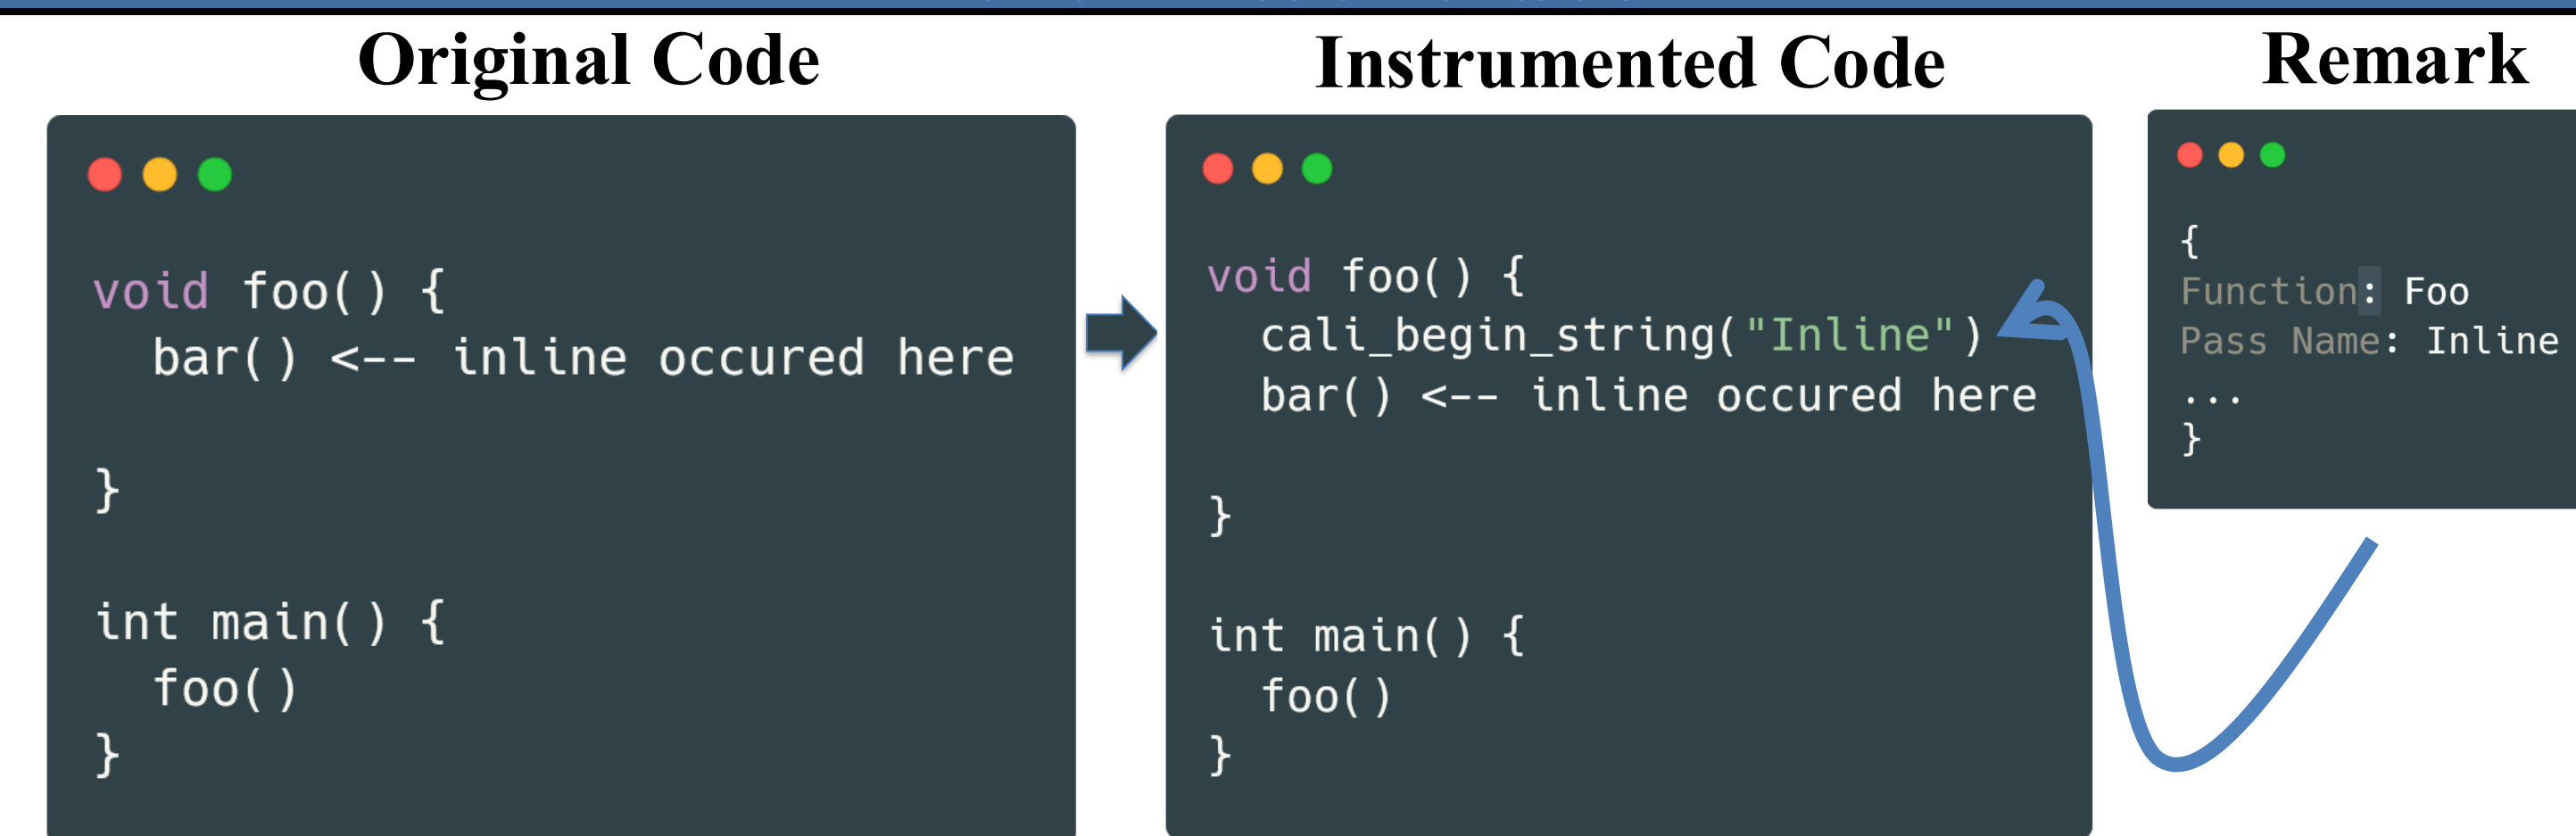 Original Code
void foo() {
  bar() <-- inline occured here
}
int main() {
  foo()
}
Instrumented Code
void foo() {
  cali_begin_string("Inline")
  bar() <-- inline occured here
}
int main() {
  foo()
}
Remark
{
Function: Foo
Pass Name: Inline
...
}